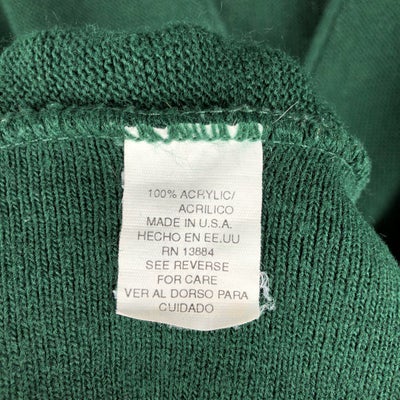 100% ACRYLIC/
ACRILICO
MADE IN U.S.A.
HECHO EN EE.UU
RN 13884
SEE REVERSE
FOR CARE
VER AL DORSO PARA
CUIDADO